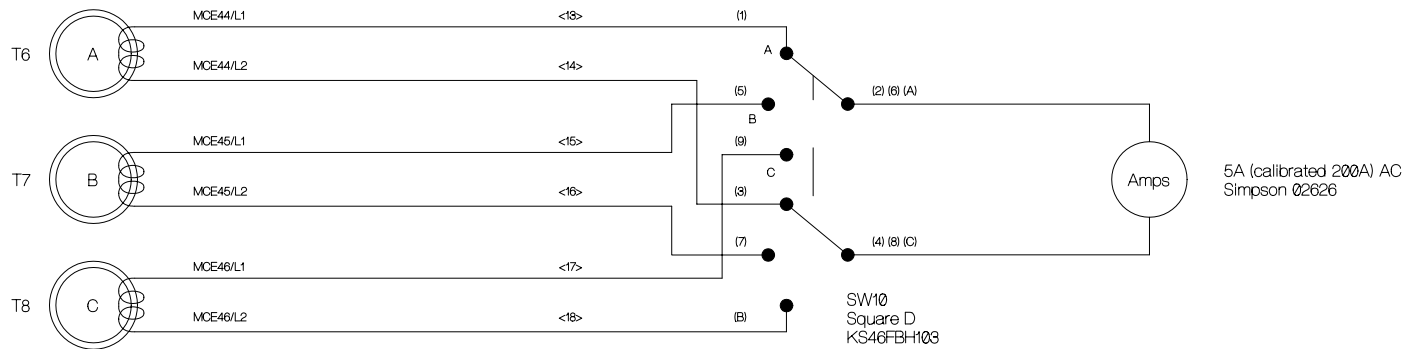 MCE44/L1 <13> (1)
T6 A A
MCE44/L2 <14>
(5) (2) (6) (A)
B
MCE45/L1 <15> (9)
C
T7 B Amps 5A (calibrated 200A) AC
MCE45/L2 <16> (3) Simpson 02626
(7) (4) (8) (C)
MCE46/L1 <17>
T8 C SW10
MCE46/L2 <18> (B) Square D
KS46FBH103